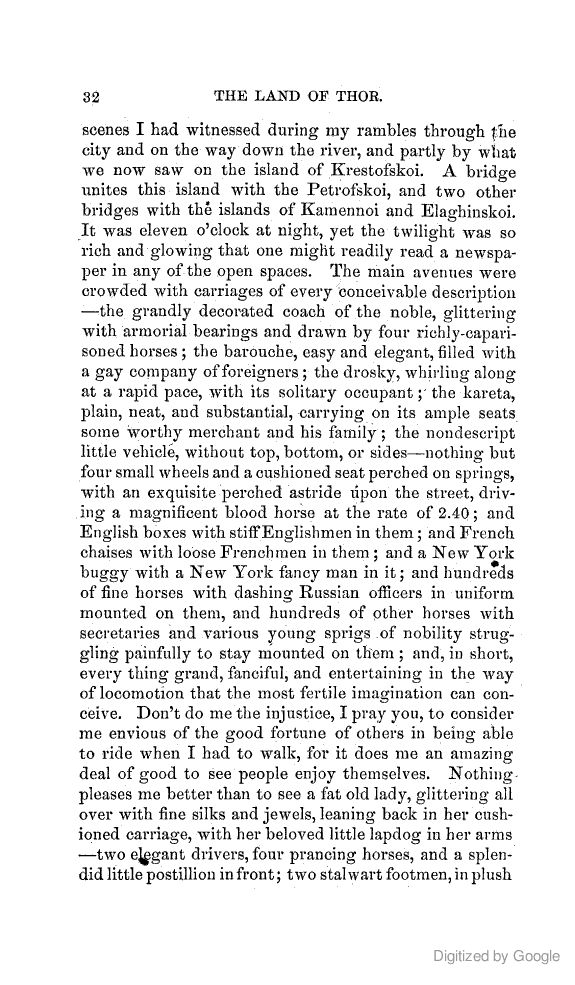 32 THE LAND OF THOR.
scenes I had witnessed during my rambles through the
city and on the way down the river, and partly by what
we now saw on the island of Krestofskoi. A bridge
unites this island with the Petrofskoi, and two other
bridges with the islands of Kamennoi and Elaghinskoi.
It was eleven o'clock at night, yet the twilight was so
rich and glowing that one might readily read a newspa-
per in any of the open spaces. The main avenues were
crowded with carriages of every conceivable description
—the grandly decorated coach of the noble, glittering
with armorial bearings and drawn by four richly-capari-
soned horses; the barouche, easy and elegant, filled with
a gay company of foreigners; the drosky, whirling along
at a rapid pace, with its solitary occupant; the kareta,
plain, neat, and substantial, carrying on its ample seats
some worthy merchant and his family; the nondescript
little vehicle, without top, bottom, or sides—nothing but
four small wheels and a cushioned seat perched on springs,
with an exquisite perched astride upon the street, driv-
ing a magnificent blood horse at the rate of 2.40; and
English boxes with stiff Englishmen in them; and French
chaises with loose Frenchmen in them; and a New York
buggy with a New York fancy man in it; and hundreds
of fine horses with dashing Russian officers in uniform
mounted on them, and hundreds of other horses with
secretaries and various young sprigs of nobility strug-
gling painfully to stay mounted on them; and, in short,
every thing grand, fanciful, and entertaining in the way
of locomotion that the most fertile imagination can con-
ceive. Don't do me the injustice, I pray you, to consider
me envious of the good fortune of others in being able
to ride when I had to walk, for it does me an amazing
deal of good to see people enjoy themselves. Nothing
pleases me better than to see a fat old lady, glittering all
over with fine silks and jewels, leaning back in her cush-
ioned carriage, with her beloved little lapdog in her arms
—two elegant drivers, four prancing horses, and a splen-
did little postillion in front; two stalwart footmen, in plush
Digitized by Google